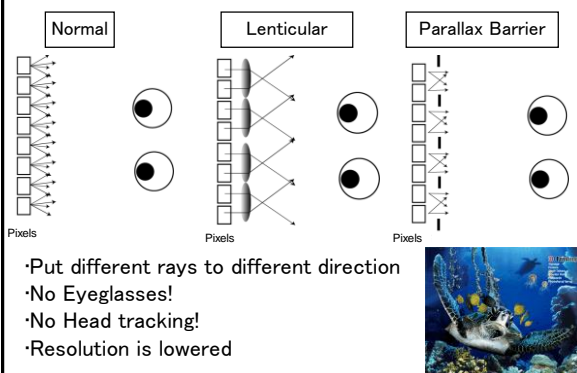 Normal
Lenticular
Parallax Barrier
Pixels
Pixels
Pixels
·Put different rays to different direction
·No Eyeglasses!
·No Head tracking!
·Resolution is lowered